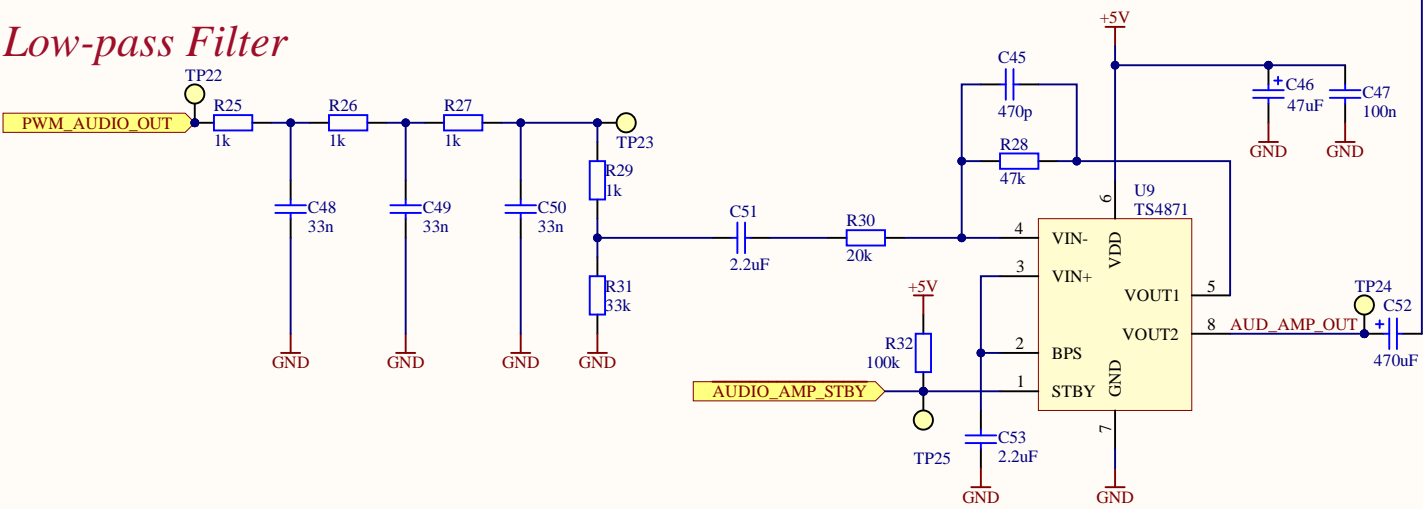 Low-pass Filter
+5V
TP22
R25
R26
R27
C45
C46
47uF
C47
100n
PWM_AUDIO_OUT
1k
1k
1k
470p
TP23
GND
GND
R29
1k
R28
47k
U9
TS4871
C48
33n
C49
33n
C50
33n
C51
2.2uF
R30
20k
4
VIN-
VDD
6
3
VIN+
R31
33k
+5V
VOUT1
5
TP24
C52
VOUT2
8
AUD_AMP_OUT
470uF
GND
GND
GND
GND
R32
100k
2
BPS
AUDIO_AMP_STBY
1
STBY
GND
7
TP25
C53
2.2uF
GND
GND